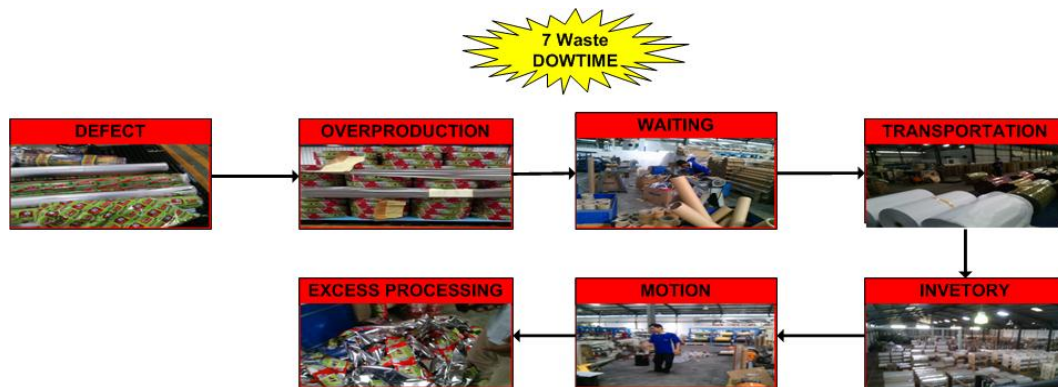 7 Waste
DOWTIME
DEFECT
OVERPRODUCTION
WAITING
TRANSPORTATION
INVETORY
MOTION
EXCESS PROCESSING